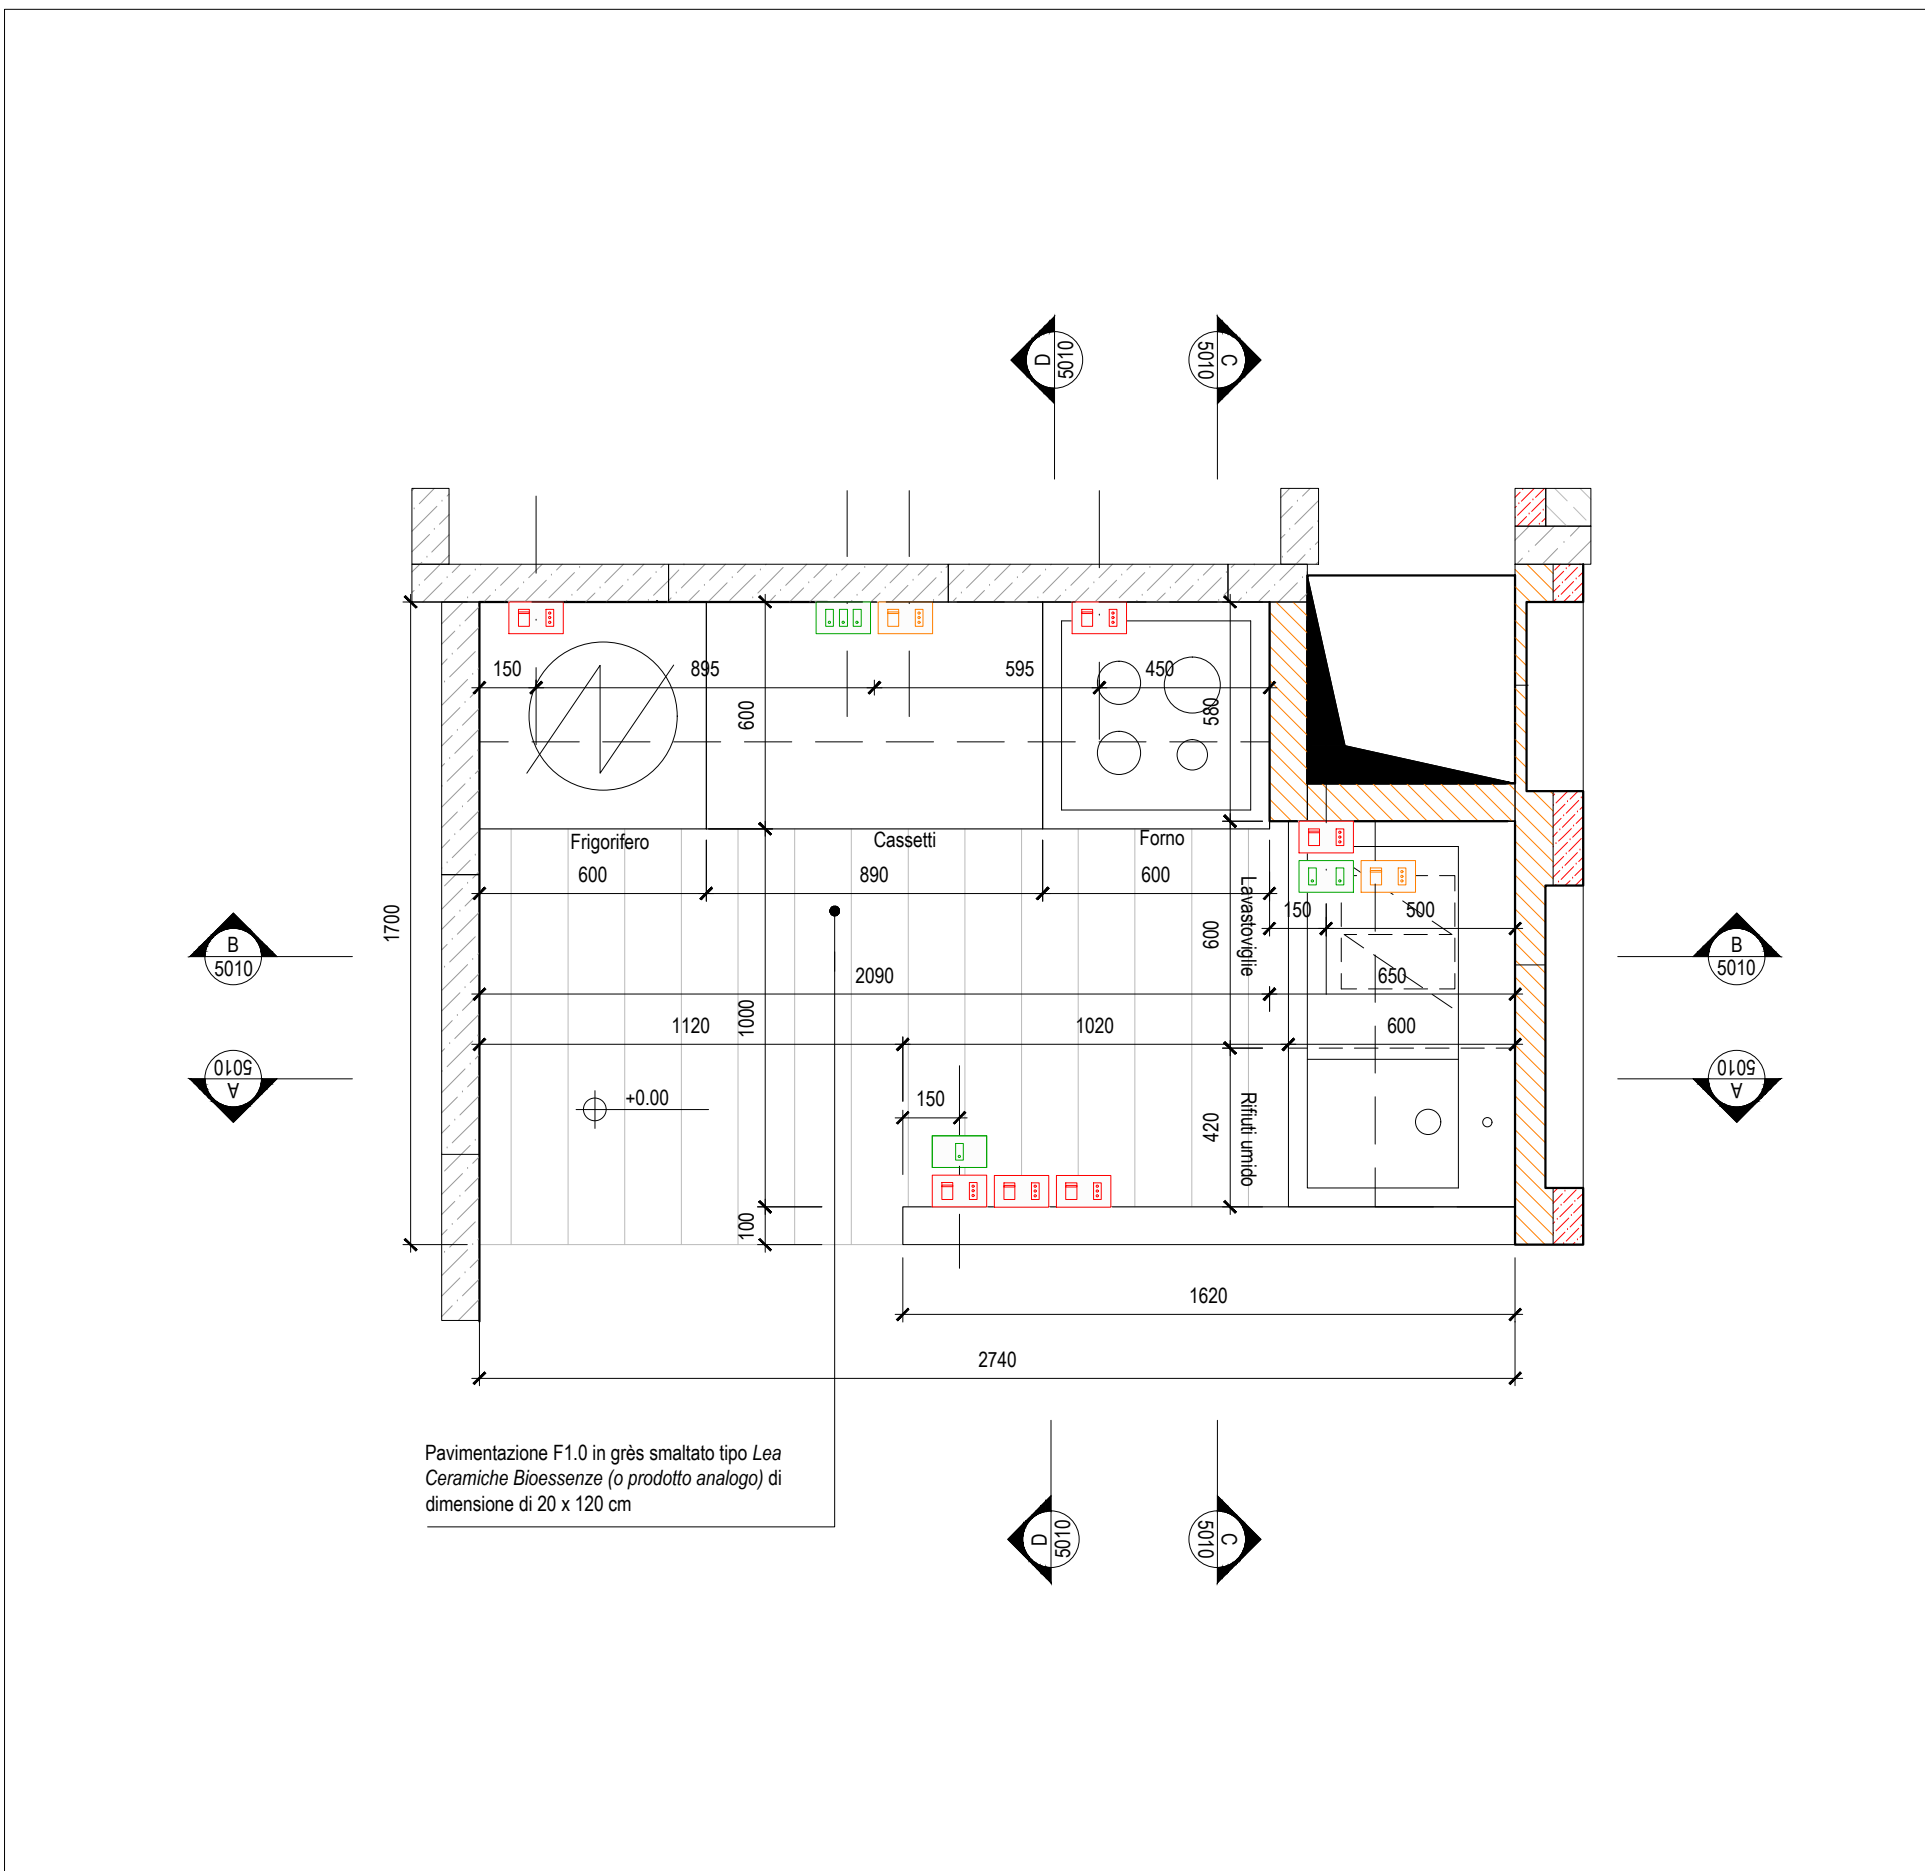 D
5010
C
5010
150
895
595
450
600
580
Frigorifero
Cassetti
Forno
600
890
600
Lavastoviglie
150
500
1700
600
B
5010
B
5010
2090
650
1120
1000
1020
600
A
5010
A
5010
+0.00
150
420
Rifiuti umido
100
1620
2740
Pavimentazione F1.0 in grès smaltato tipo Lea
Ceramiche Bioessenze (o prodotto analogo) di
dimensione di 20 x 120 cm
D
5010
C
5010